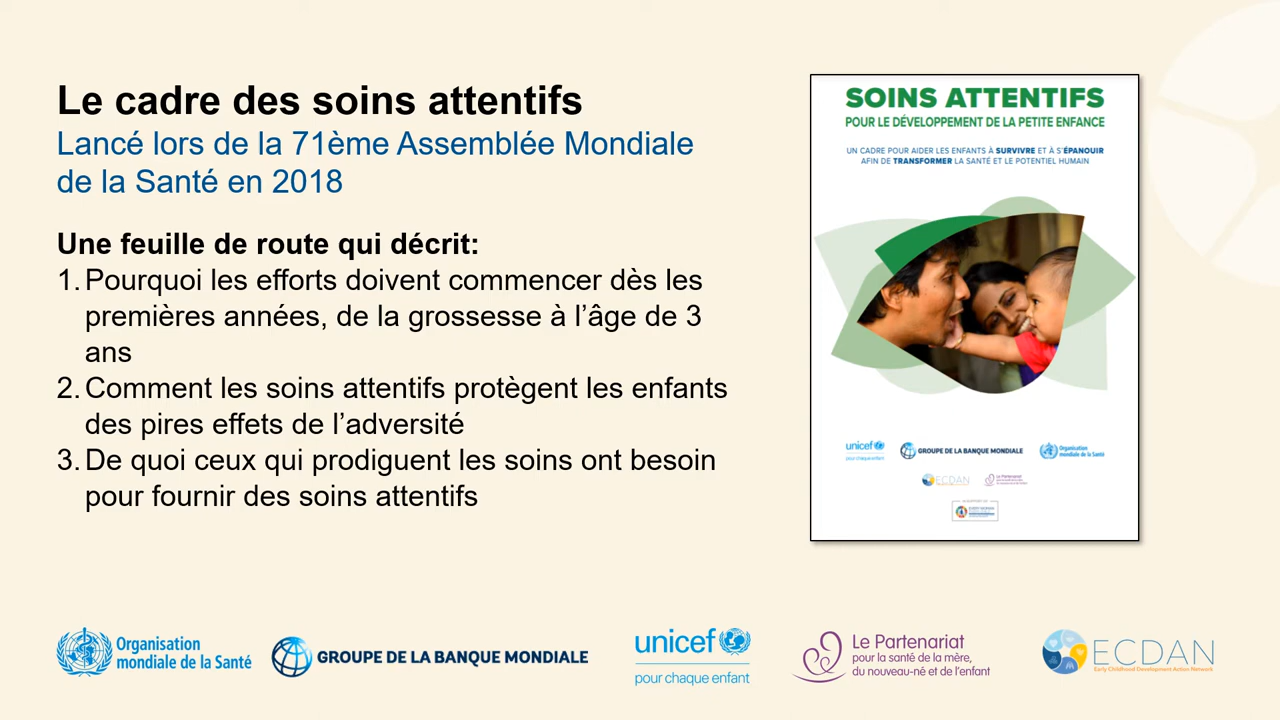 Le cadre des soins attentifs
Lancé lors de la 71ème Assemblée Mondiale
de la Santé en 2018
Une feuille de route qui décrit:
1. Pourquoi les efforts doivent commencer dès les
premières années, de la grossesse à l’âge de 3
ans
2. Comment les soins attentifs protègent les enfants
des pires effets de l’adversité
3. De quoi ceux qui prodiguent les soins ont besoin
pour fournir des soins attentifs
SOINS ATTENTIFS
POUR LE DÉVELOPPEMENT DE LA PETITE ENFANCE
UN CADRE POUR AIDER LES ENFANTS À SURVIVRE ET À S’ÉPANOUIR
AFIN DE TRANSFORMER LA SANTÉ ET LE POTENTIEL HUMAIN
unicef
pour chaque enfant
GROUPE DE LA BANQUE MONDIALE
Organisation
mondiale de la Santé
ECDAN
Le Partenariat
Organisation
mondiale de la Santé
GROUPE DE LA BANQUE MONDIALE
unicef
pour chaque enfant
Le Partenariat
pour la santé de la mère,
du nouveau-né et de l’enfant
ECDAN
Early Childhood Development Action Network